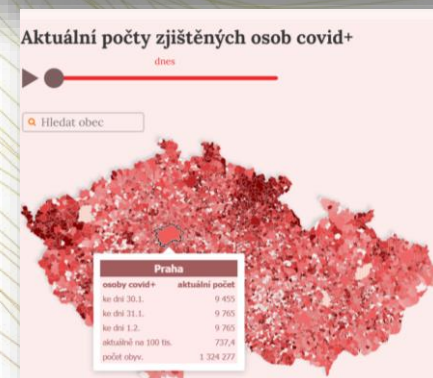 Aktuální počty zjištěných osob covid+
dnes
Hledat obec
Praha
osoby covid+ aktuální počet
ke dni 30.1. 9 455
ke dni 31.1. 9 765
ke dni 1.2. 9 765
aktuálně na 100 tis. 737,4
počet obyv. 1 324 277